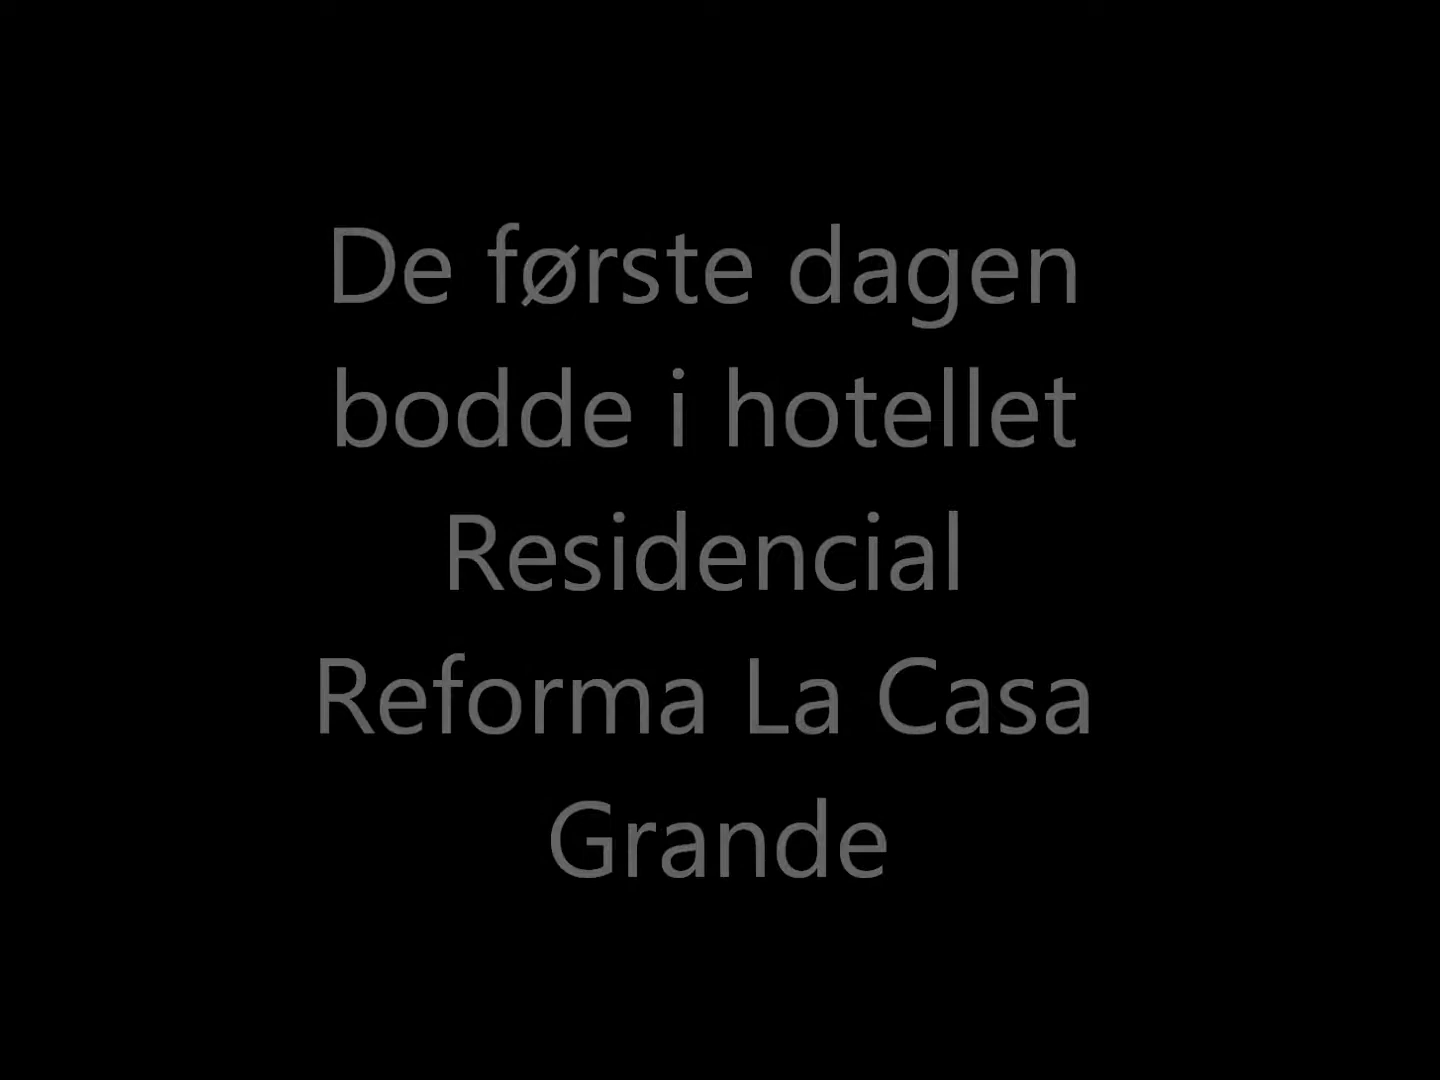 De første dagen
bodde i hotellet
Residencial
Reforma La Casa
Grande